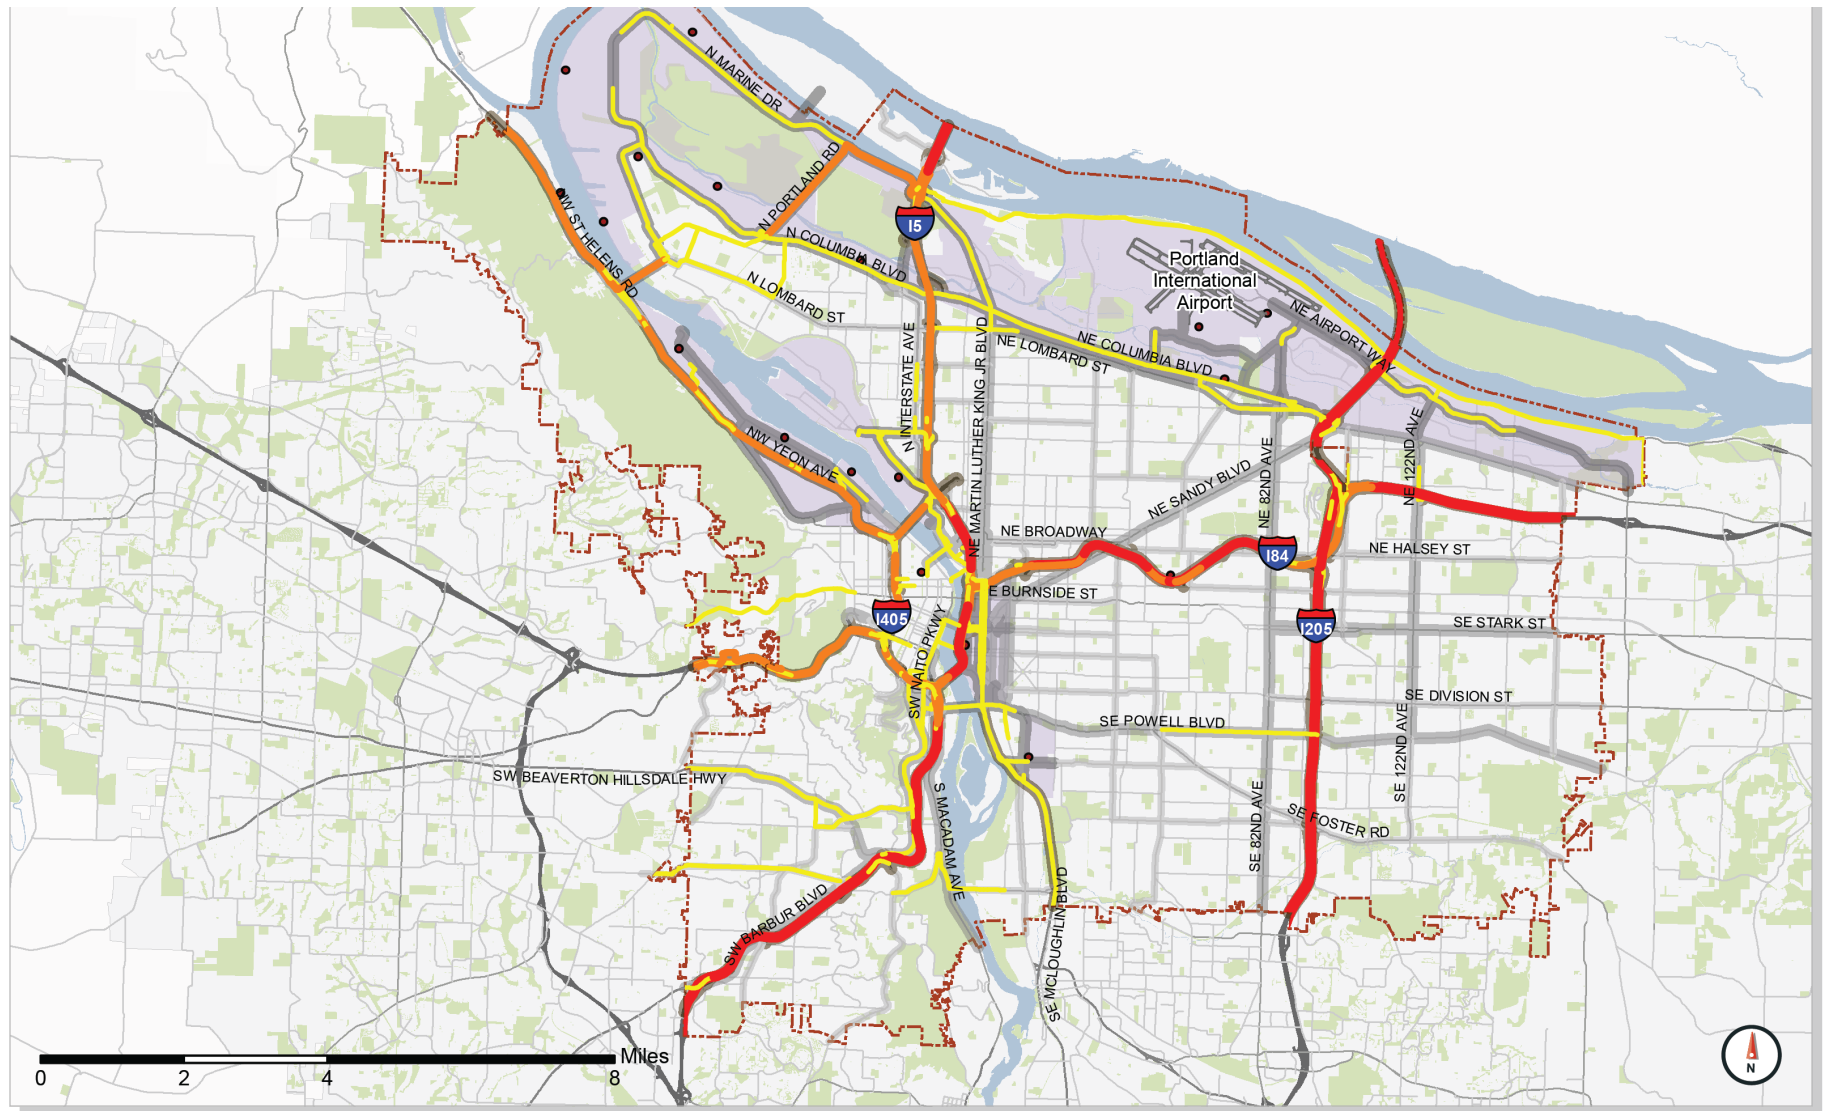 N MARINE DR
N PORTLAND RD
I5
NW ST HELENS RD
N COLUMBIA BLVD
Portland
International
Airport
N LOMBARD ST
NE AIRPORT WAY
N INTERSTATE AVE
NE MARTIN LUTHER KING JR BLVD
NE LOMBARD ST
NE COLUMBIA BLVD
NW YEON AVE
NE SANDY BLVD
NE 82ND AVE
NE 122ND AVE
NE BROADWAY
I84
NE HALSEY ST
E BURNSIDE ST
I405
I205
SE STARK ST
SW NAITO PKWY
SE DIVISION ST
SE POWELL BLVD
SE 122ND AVE
SW BEAVERTON HILLSDALE HWY
S MACADAM AVE
SE 82ND AVE
SE FOSTER RD
SW BARBUR BLVD
SE MCLOUGHLIN BLVD
Miles
0 2 4 8
N